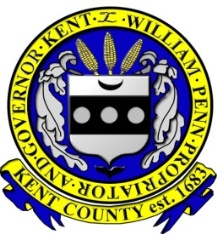 KENT · I · WILLIAM · PENN · PROPRIATOR · AND · GOVERNOR ·
KENT COUNTY est. 1683